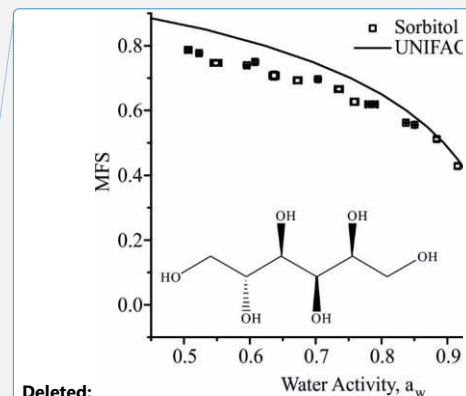 0.8
0.6
0.4
0.2
0.0
MFS
Sorbitol
UNIFAC
OH
OH
OH
HO
OH
OH
OH
0.5
0.6
0.7
0.8
0.9
Water Activity, a_w
Deleted: